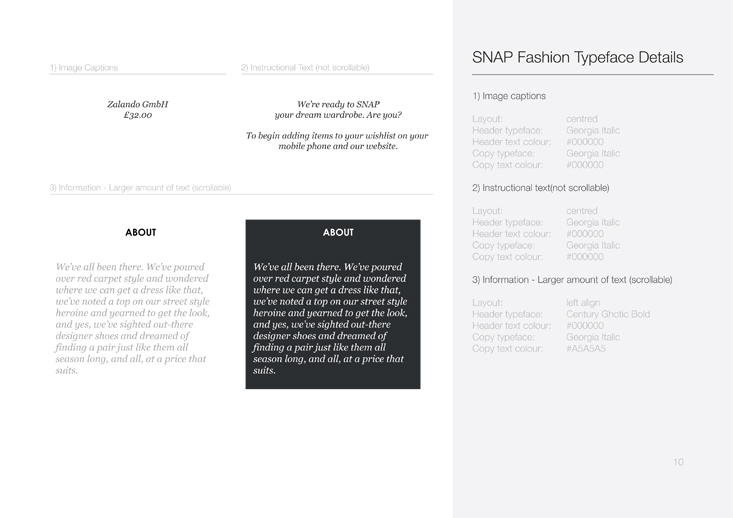 1) Image Captions
Zalando GmbH
£32.00
2) Instructional Text (not scrollable)
We're ready to SNAP
your dream wardrobe. Are you?
To begin adding items to your wishlist on your
mobile phone and our website.
3) Information - Larger amount of text (scrollable)
ABOUT
We've all been there. We've poured
over red carpet style and wondered
where we can get a dress like that,
we've noted a top on our street style
heroine and yearned to get the look,
and yes, we've sighted out-there
designer shoes and dreamed of
finding a pair just like them all
season long, and all, at a price that
suits.
ABOUT
We've all been there. We've poured
over red carpet style and wondered
where we can get a dress like that,
we've noted a top on our street style
heroine and yearned to get the look,
and yes, we've sighted out-there
designer shoes and dreamed of
finding a pair just like them all
season long, and all, at a price that
suits.
SNAP Fashion Typeface Details
1) Image captions
Layout: centred
Header typeface: Georgia Italic
Header text colour: #000000
Copy typeface: Georgia Italic
Copy text colour: #000000
2) Instructional text(not scrollable)
Layout: centred
Header typeface: Georgia Italic
Header text colour: #000000
Copy typeface: Georgia Italic
Copy text colour: #000000
3) Information - Larger amount of text (scrollable)
Layout: left align
Header typeface: Century Ghotic Bold
Header text colour: #000000
Copy typeface: Georgia Italic
Copy text colour: #A5A5A5
10